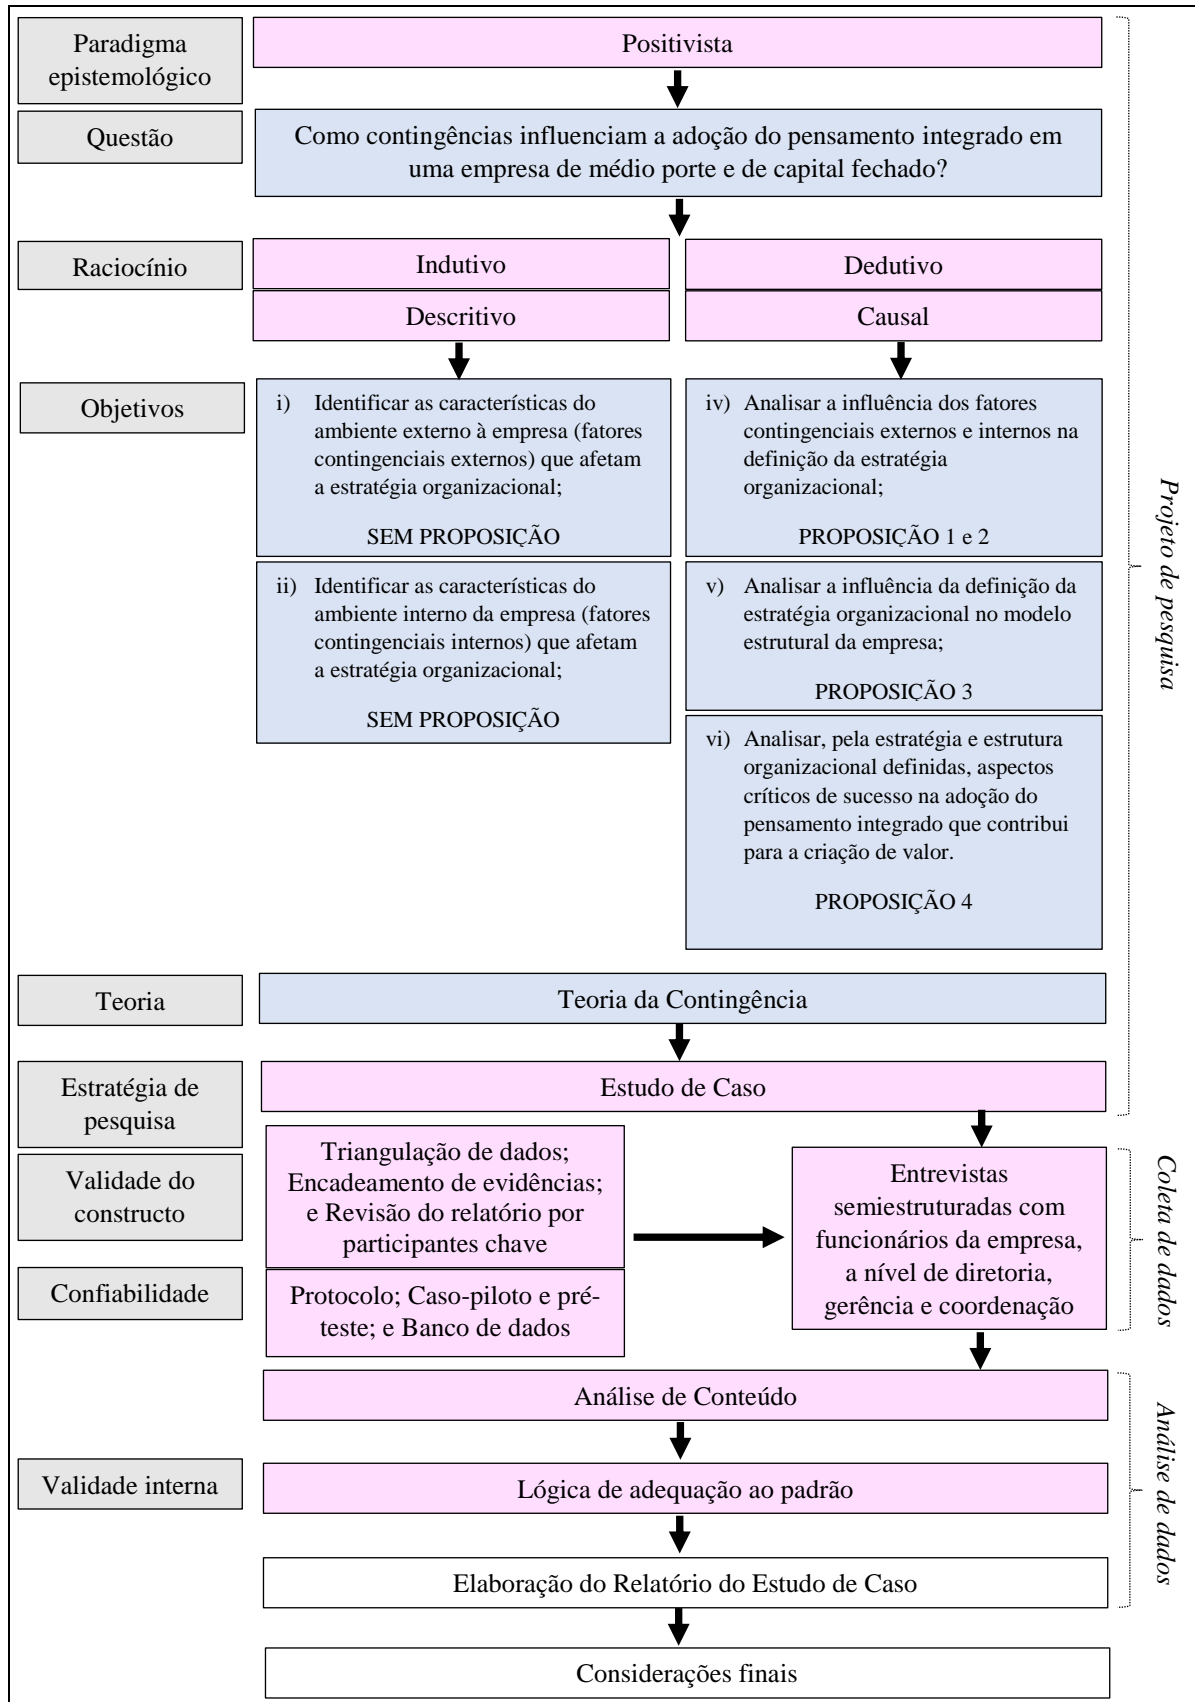 Paradigma
epistemológico
Positivista
Questão
Como contingências influenciam a adoção do pensamento integrado em
uma empresa de médio porte e de capital fechado?
Raciocínio
Indutivo
Dedutivo
Descritivo
Causal
Objetivos
i) Identificar as características do
ambiente externo à empresa (fatores
contingenciais externos) que afetam
a estratégia organizacional;
SEM PROPOSIÇÃO
ii) Identificar as características do
ambiente interno da empresa (fatores
contingenciais internos) que afetam
a estratégia organizacional;
SEM PROPOSIÇÃO
iv) Analisar a influência dos fatores
contingenciais externos e internos na
definição da estratégia
organizacional;
PROPOSIÇÃO 1 e 2
v) Analisar a influência da definição da
estratégia organizacional no modelo
estrutural da empresa;
PROPOSIÇÃO 3
vi) Analisar, pela estratégia e estrutura
organizacional definidas, aspectos
críticos de sucesso na adoção do
pensamento integrado que contribui
para a criação de valor.
PROPOSIÇÃO 4
Projeto de pesquisa
Teoria
Teoria da Contingência
Estratégia de
pesquisa
Estudo de Caso
Validade do
constructo
Triangulação de dados;
Encadeamento de evidências;
e Revisão do relatório por
participantes chave
Confiabilidade
Protocolo; Caso-piloto e pré-
teste; e Banco de dados
Entrevistas
semiestruturadas com
funcionários da empresa,
a nível de diretoria,
gerência e coordenação
Coleta de dados
Análise de Conteúdo
Validade interna
Lógica de adequação ao padrão
Elaboração do Relatório do Estudo de Caso
Análise de dados
Considerações finais